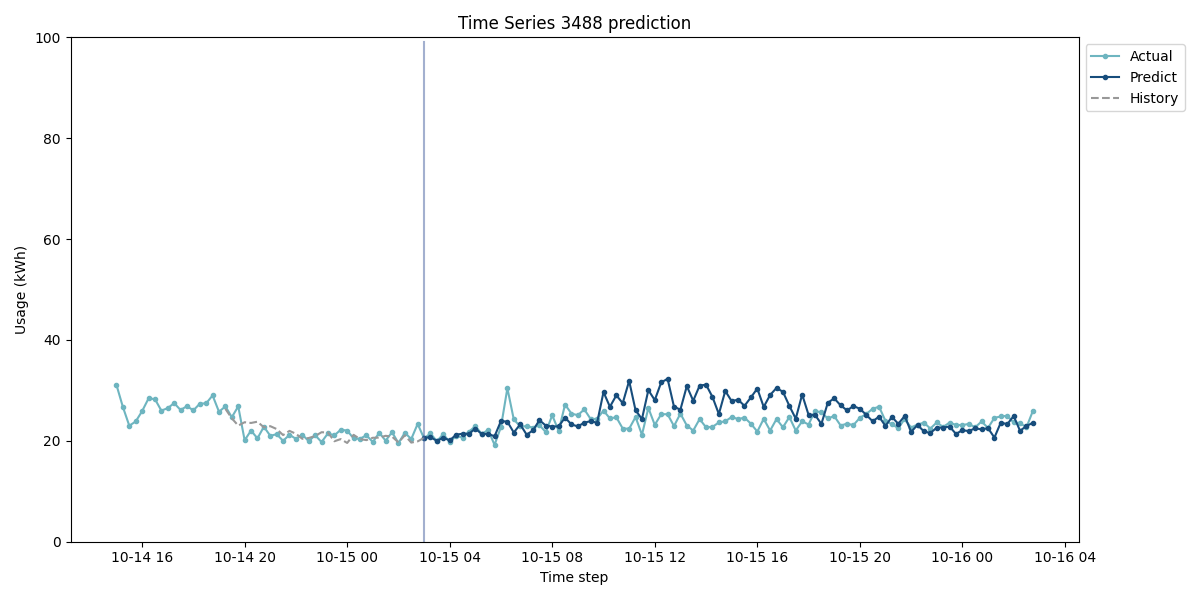 Time Series 3488 prediction
100
80
60
40
20
0
Usage (kWh)
10-14 16
10-14 20
10-15 00
10-15 04
10-15 08
10-15 12
10-15 16
10-15 20
10-16 00
10-16 04
Time step
Actual
Predict
History